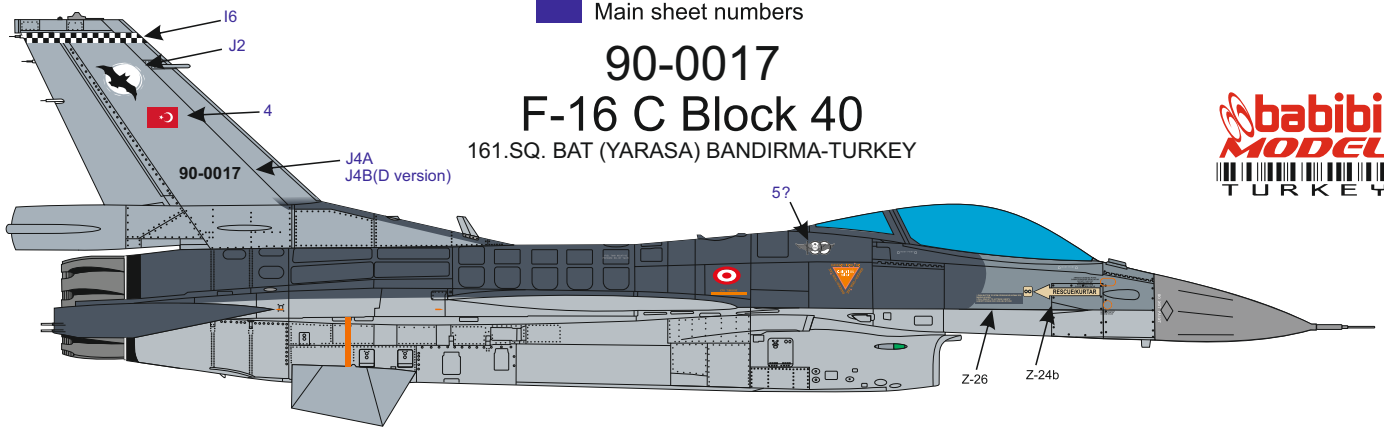 Main sheet numbers
90-0017
F-16 C Block 40
161.SQ. BAT (YARASA) BANDIRMA-TURKEY
babibi
MODEL
TURKEY
I6
J2
4
J4A
J4B(D version)
90-0017
5?
RESCUE/KURTAR
Z-26
Z-24b